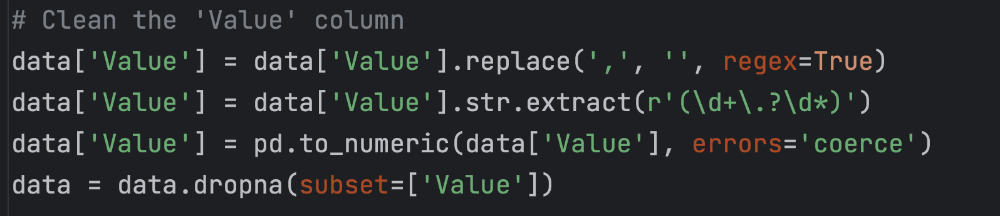 # Clean the 'Value' column
data['Value'] = data['Value'].replace(',', '', regex=True)
data['Value'] = data['Value'].str.extract(r'(\d+\.?\d*)')
data['Value'] = pd.to_numeric(data['Value'], errors='coerce')
data = data.dropna(subset=['Value'])